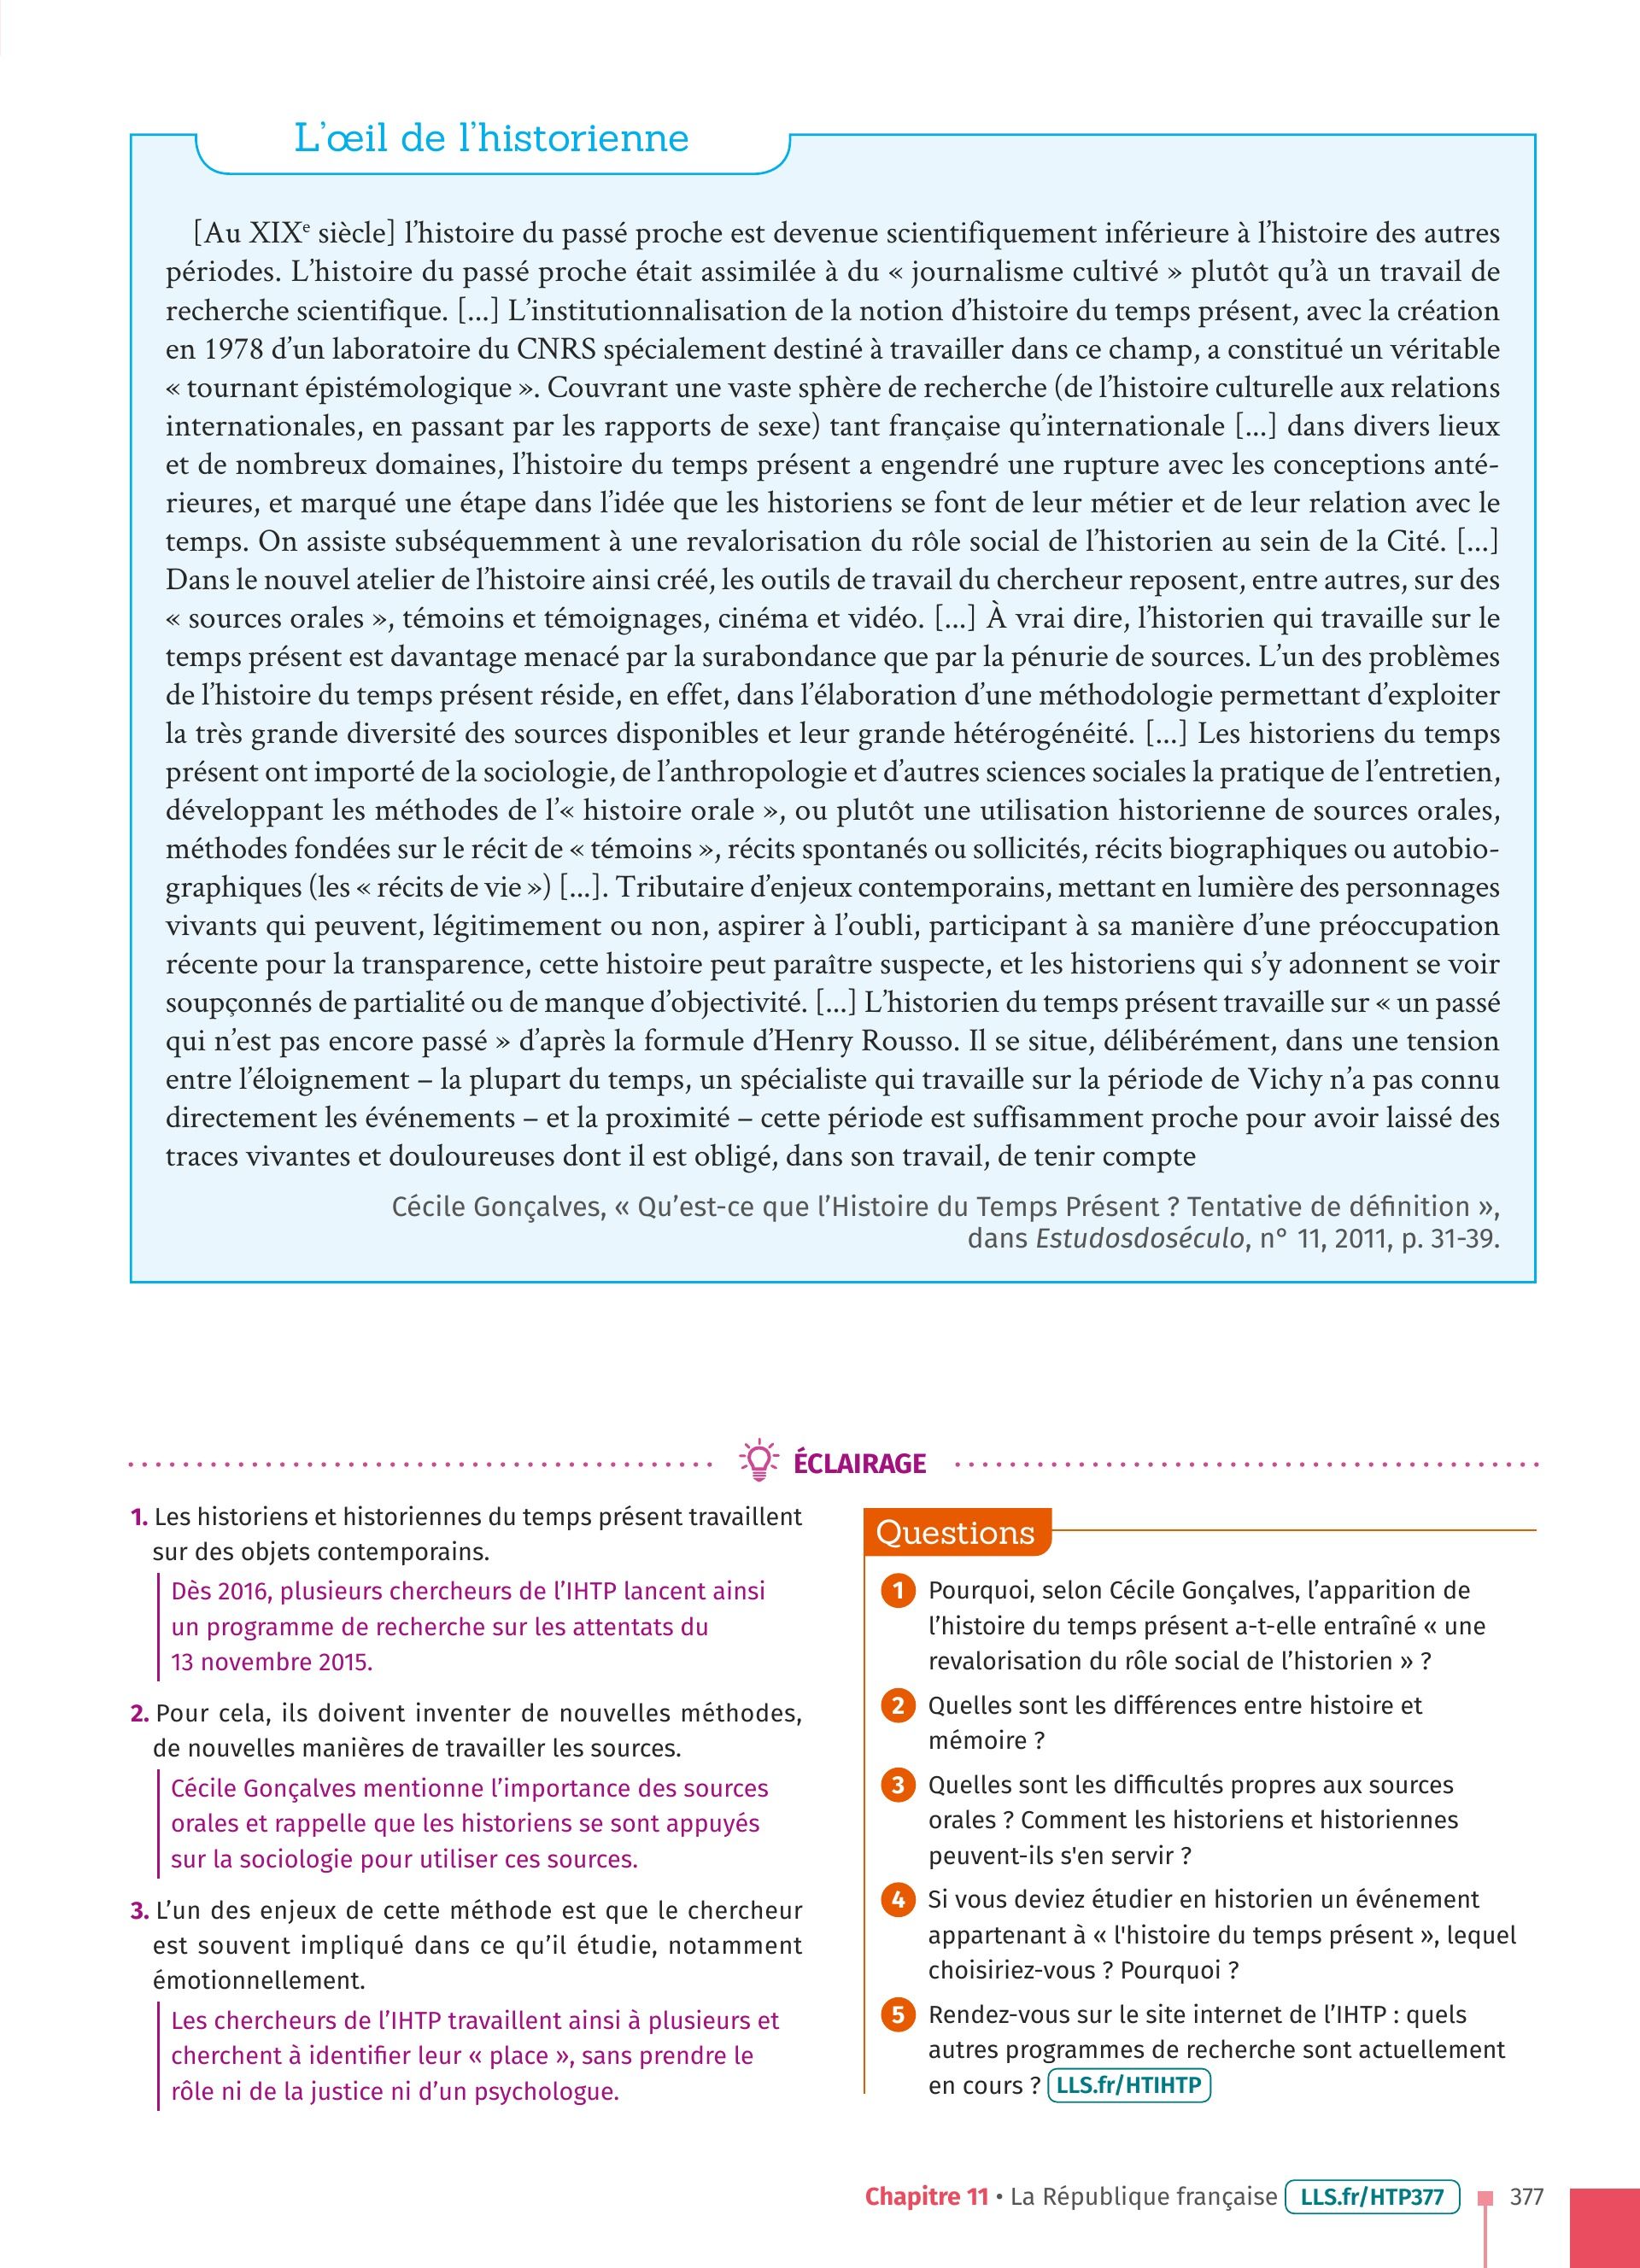 L’œil de l’historienne
[Au XIXe siècle] l’histoire du passé proche est devenue scientifiquement inférieure à l’histoire des autres
périodes. L’histoire du passé proche était assimilée à du « journalisme cultivé » plutôt qu’à un travail de
recherche scientifique. [...] L’institutionnalisation de la notion d’histoire du temps présent, avec la création
en 1978 d’un laboratoire du CNRS spécialement destiné à travailler dans ce champ, a constitué un véritable
« tournant épistémologique ». Couvrant une vaste sphère de recherche (de l’histoire culturelle aux relations
internationales, en passant par les rapports de sexe) tant française qu’internationale [...] dans divers lieux
et de nombreux domaines, l’histoire du temps présent a engendré une rupture avec les conceptions anté-
rieures, et marqué une étape dans l’idée que les historiens se font de leur métier et de leur relation avec le
temps. On assiste subséquemment à une revalorisation du rôle social de l’historien au sein de la Cité. [...]
Dans le nouvel atelier de l’histoire ainsi créé, les outils de travail du chercheur reposent, entre autres, sur des
« sources orales », témoins et témoignages, cinéma et vidéo. [...] À vrai dire, l’historien qui travaille sur le
temps présent est davantage menacé par la surabondance que par la pénurie de sources. L’un des problèmes
de l’histoire du temps présent réside, en effet, dans l’élaboration d’une méthodologie permettant d’exploiter
la très grande diversité des sources disponibles et leur grande hétérogénéité. [...] Les historiens du temps
présent ont importé de la sociologie, de l’anthropologie et d’autres sciences sociales la pratique de l’entretien,
développant les méthodes de l’« histoire orale », ou plutôt une utilisation historienne de sources orales,
méthodes fondées sur le récit de « témoins », récits spontanés ou sollicités, récits biographiques ou autobio-
graphiques (les « récits de vie ») [...]. Tributaire d’enjeux contemporains, mettant en lumière des personnages
vivants qui peuvent, légitimement ou non, aspirer à l’oubli, participant à sa manière d’une préoccupation
récente pour la transparence, cette histoire peut paraître suspecte, et les historiens qui s’y adonnent se voir
soupçonnés de partialité ou de manque d’objectivité. [...] L’historien du temps présent travaille sur « un passé
qui n’est pas encore passé » d’après la formule d’Henry Rousso. Il se situe, délibérément, dans une tension
entre l’éloignement – la plupart du temps, un spécialiste qui travaille sur la période de Vichy n’a pas connu
directement les événements – et la proximité – cette période est suffisamment proche pour avoir laissé des
traces vivantes et douloureuses dont il est obligé, dans son travail, de tenir compte
Cécile Gonçalves, « Qu’est-ce que l’Histoire du Temps Présent ? Tentative de définition »,
dans Estudosdoséculo, n° 11, 2011, p. 31-39.
ÉCLAIRAGE
1. Les historiens et historiennes du temps présent travaillent
sur des objets contemporains.
Dès 2016, plusieurs chercheurs de l’IHTP lancent ainsi
un programme de recherche sur les attentats du
13 novembre 2015.
2. Pour cela, ils doivent inventer de nouvelles méthodes,
de nouvelles manières de travailler les sources.
Cécile Gonçalves mentionne l’importance des sources
orales et rappelle que les historiens se sont appuyés
sur la sociologie pour utiliser ces sources.
3. L’un des enjeux de cette méthode est que le chercheur
est souvent impliqué dans ce qu’il étudie, notamment
émotionnellement.
Les chercheurs de l’IHTP travaillent ainsi à plusieurs et
cherchent à identifier leur « place », sans prendre le
rôle ni de la justice ni d’un psychologue.
Questions
1 Pourquoi, selon Cécile Gonçalves, l’apparition de
l’histoire du temps présent a-t-elle entraîné « une
revalorisation du rôle social de l’historien » ?
2 Quelles sont les différences entre histoire et
mémoire ?
3 Quelles sont les difficultés propres aux sources
orales ? Comment les historiens et historiennes
peuvent-ils s'en servir ?
4 Si vous deviez étudier en historien un événement
appartenant à « l'histoire du temps présent », lequel
choisiriez-vous ? Pourquoi ?
5 Rendez-vous sur le site internet de l’IHTP : quels
autres programmes de recherche sont actuellement
en cours ? LLS.fr/HTIHTP
Chapitre 11 • La République française LLS.fr/HTP377 377